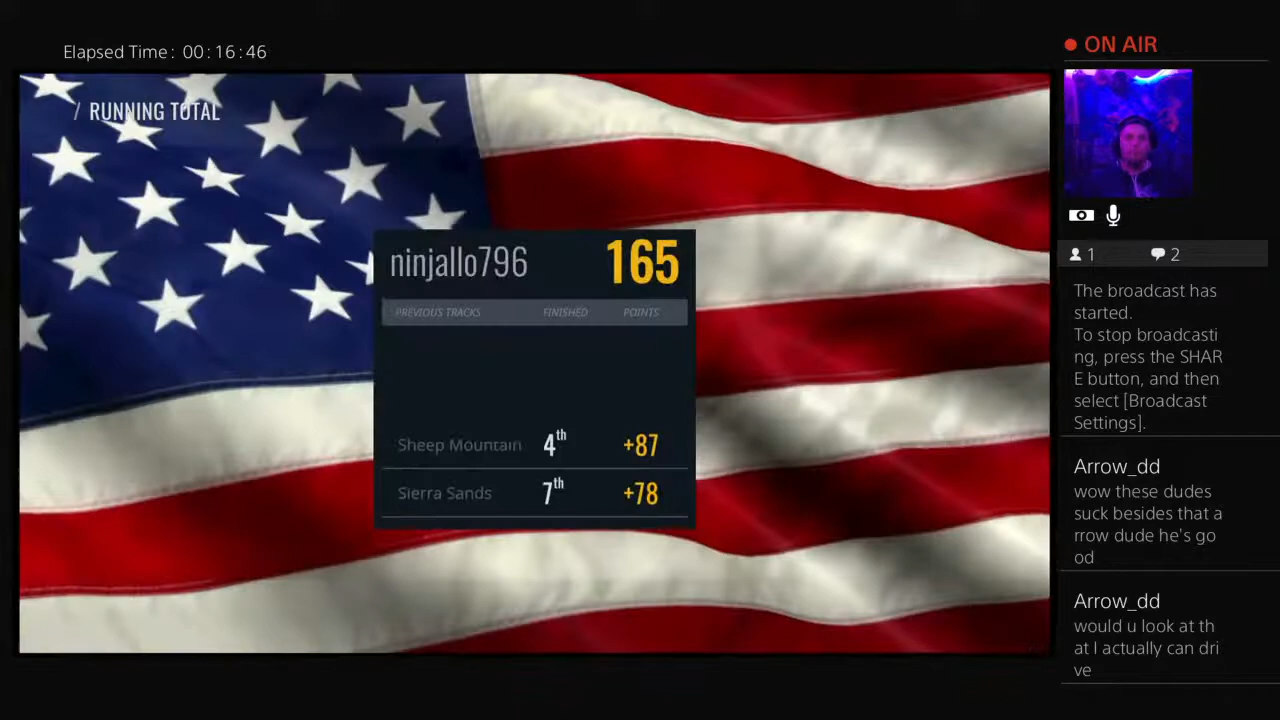 Elapsed Time: 00:16:46
ON AIR
/ RUNNING TOTAL
ninjallo796 165
PREVIOUS TRACKS FINISHED POINTS
Sheep Mountain 4th +87
Sierra Sands 7th +78
1 2
The broadcast has
started.
To stop broadcasti
ng, press the SHAR
E button, and then
select [Broadcast
Settings].
Arrow_dd
wow these dudes
suck besides that a
rrow dude he's go
od
Arrow_dd
would u look at th
at I actually can dri
ve